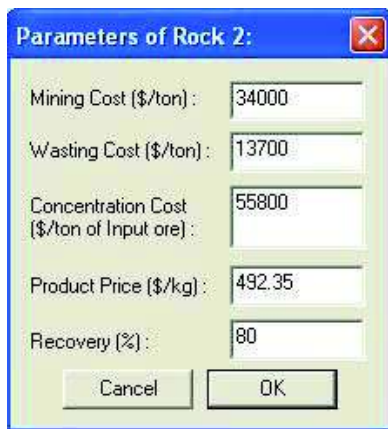 Parameters of Rock 2:
Mining Cost ($/ton) : 34000
Wasting Cost ($/ton) : 13700
Concentration Cost 55800
($/ton of Input ore) :
Product Price ($/kg) : 492.35
Recovery (%) : 80
Cancel OK